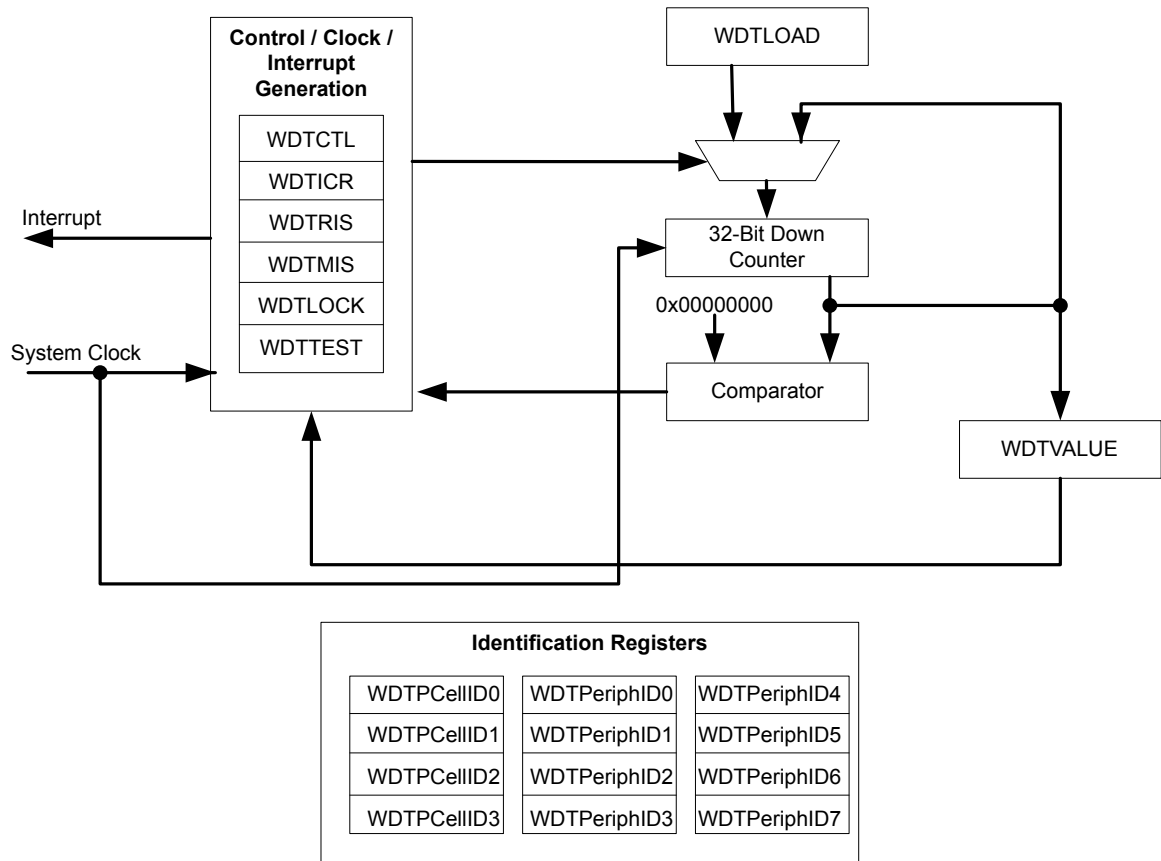 Control / Clock /
Interrupt
Generation
WDTCTL
WDTICR
WDTRIS
WDTMIS
WDTLOCK
WDTTEST
Interrupt
System Clock
WDTLOAD
32-Bit Down
Counter
0x00000000
Comparator
WDTVALUE
Identification Registers
WDTPCellID0
WDTPeriphID0
WDTPeriphID4
WDTPCellID1
WDTPeriphID1
WDTPeriphID5
WDTPCellID2
WDTPeriphID2
WDTPeriphID6
WDTPCellID3
WDTPeriphID3
WDTPeriphID7